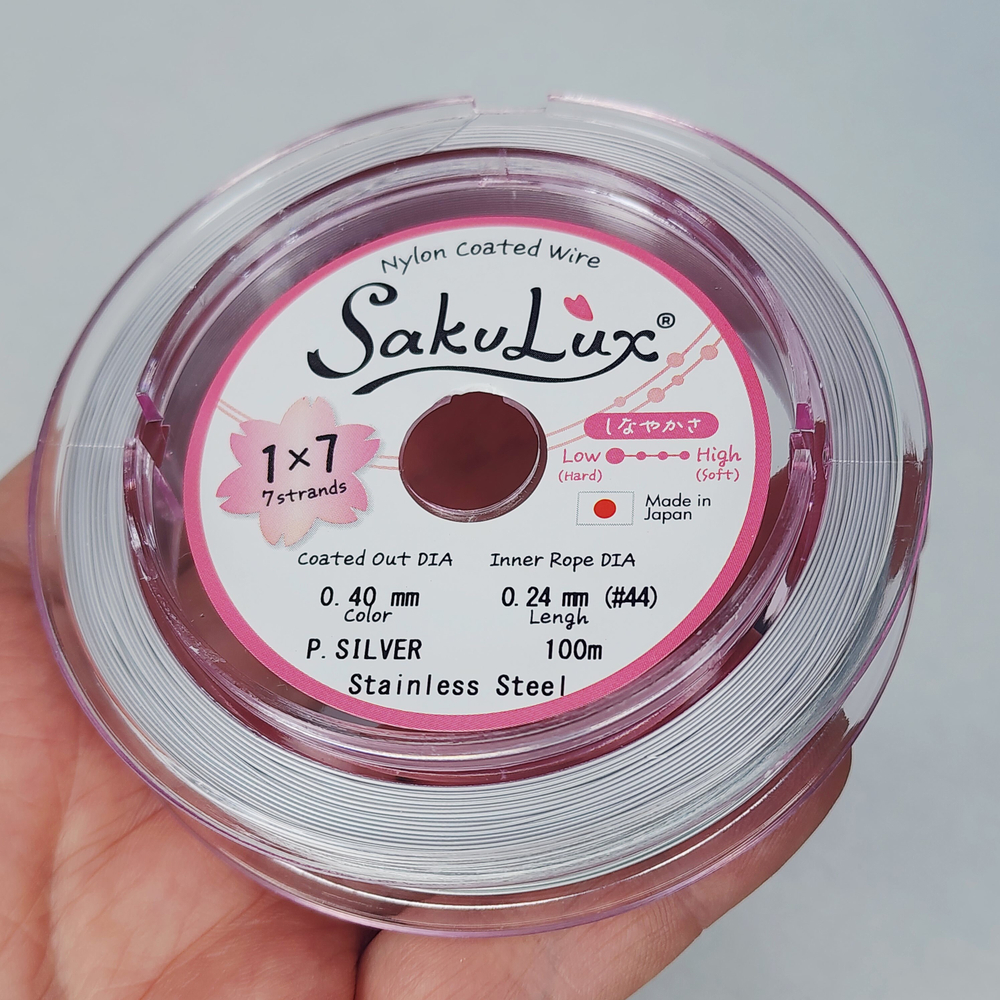 Nylon Coated Wire
SakuLux®
1×7
7strands
しなやかさ
Low High
(Hard) (Soft)
Made in
Japan
Coated Out DIA Inner Rope DIA
0.40 mm 0.24 mm (#44)
Color Lengh
P.SILVER 100m
Stainless Steel